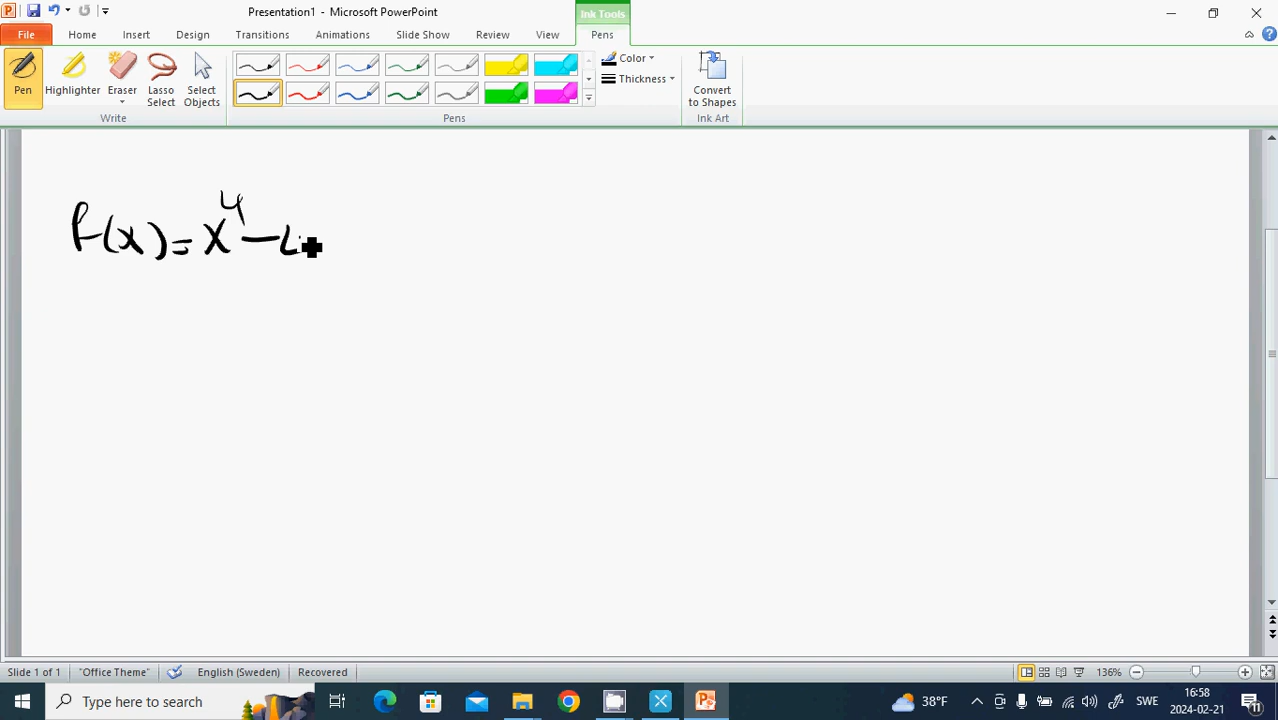 Presentation1 - Microsoft PowerPoint
Ink Tools
File Home Insert Design Transitions Animations Slide Show Review View Pens
Pen Highlighter Eraser Lasso Select Select Objects
Color
Thickness
Convert to Shapes
Write Pens Ink Art
f(x) = x⁴ –
Slide 1 of 1 "Office Theme" English (Sweden) Recovered 136%
Type here to search 38°F SWE 16:58
2024-02-21 11